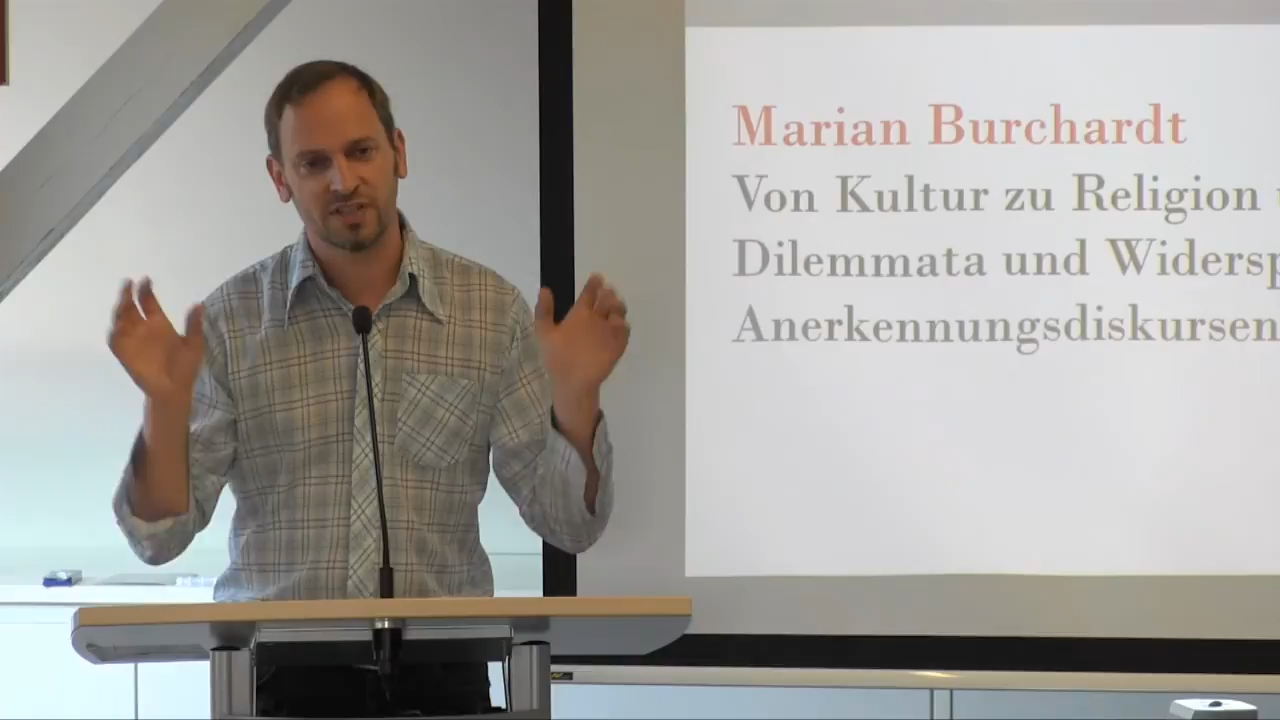 Marian Burchardt
Von Kultur zu Religion
Dilemmata und Widersp
Anerkennungsdiskursen